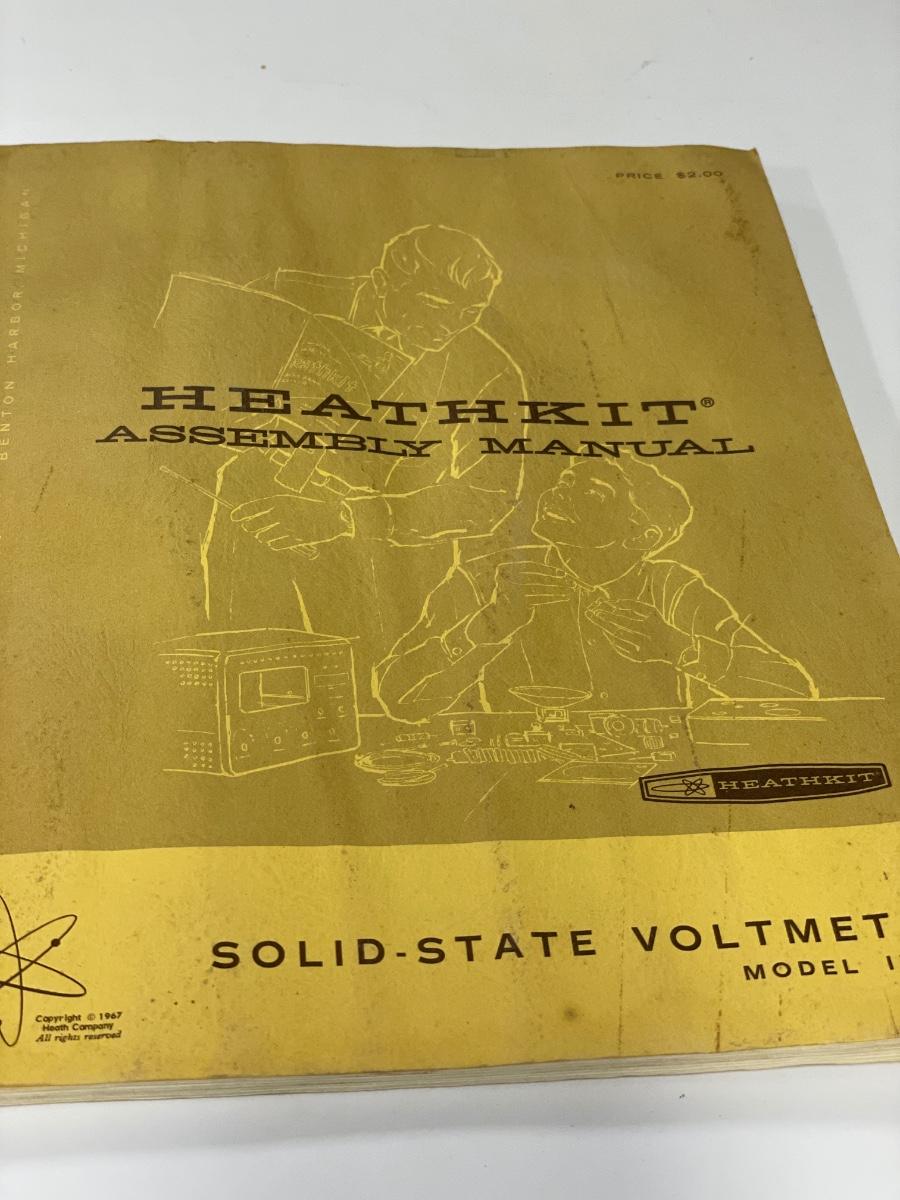 PRICE $2.00
BENTON HARBOR, MICHIGAN
HEATHKIT®
ASSEMBLY MANUAL
heathkit
HEATHKIT®
SOLID-STATE VOLTMET
MODEL I
Copyright © 1967
Heath Company
All rights reserved